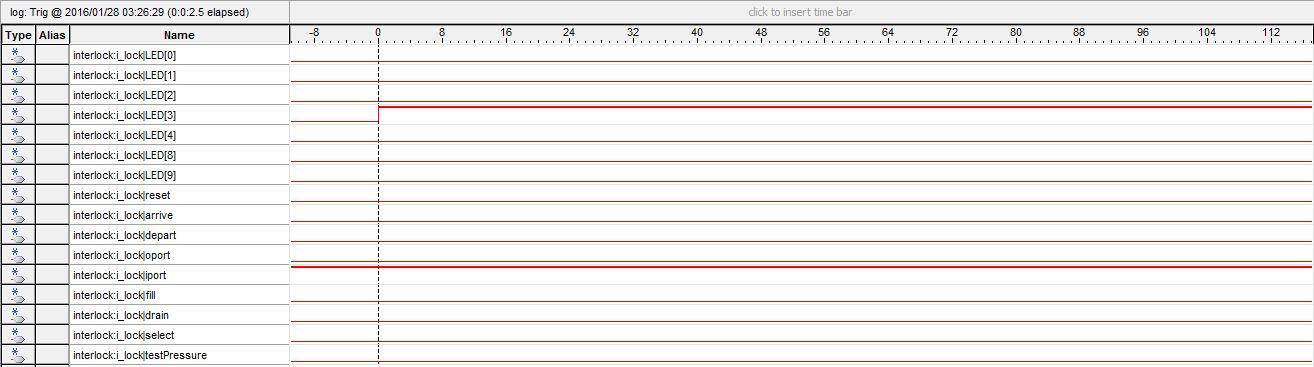 log: Trig @ 2016/01/28 03:26:29 (0:0:2.5 elapsed) click to insert time bar
Type Alias Name -8 0 8 16 24 32 40 48 56 64 72 80 88 96 104 112
interlock:i_lock|LED[0]
interlock:i_lock|LED[1]
interlock:i_lock|LED[2]
interlock:i_lock|LED[3]
interlock:i_lock|LED[4]
interlock:i_lock|LED[8]
interlock:i_lock|LED[9]
interlock:i_lock|reset
interlock:i_lock|arrive
interlock:i_lock|depart
interlock:i_lock|oport
interlock:i_lock|iport
interlock:i_lock|fill
interlock:i_lock|drain
interlock:i_lock|select
interlock:i_lock|testPressure